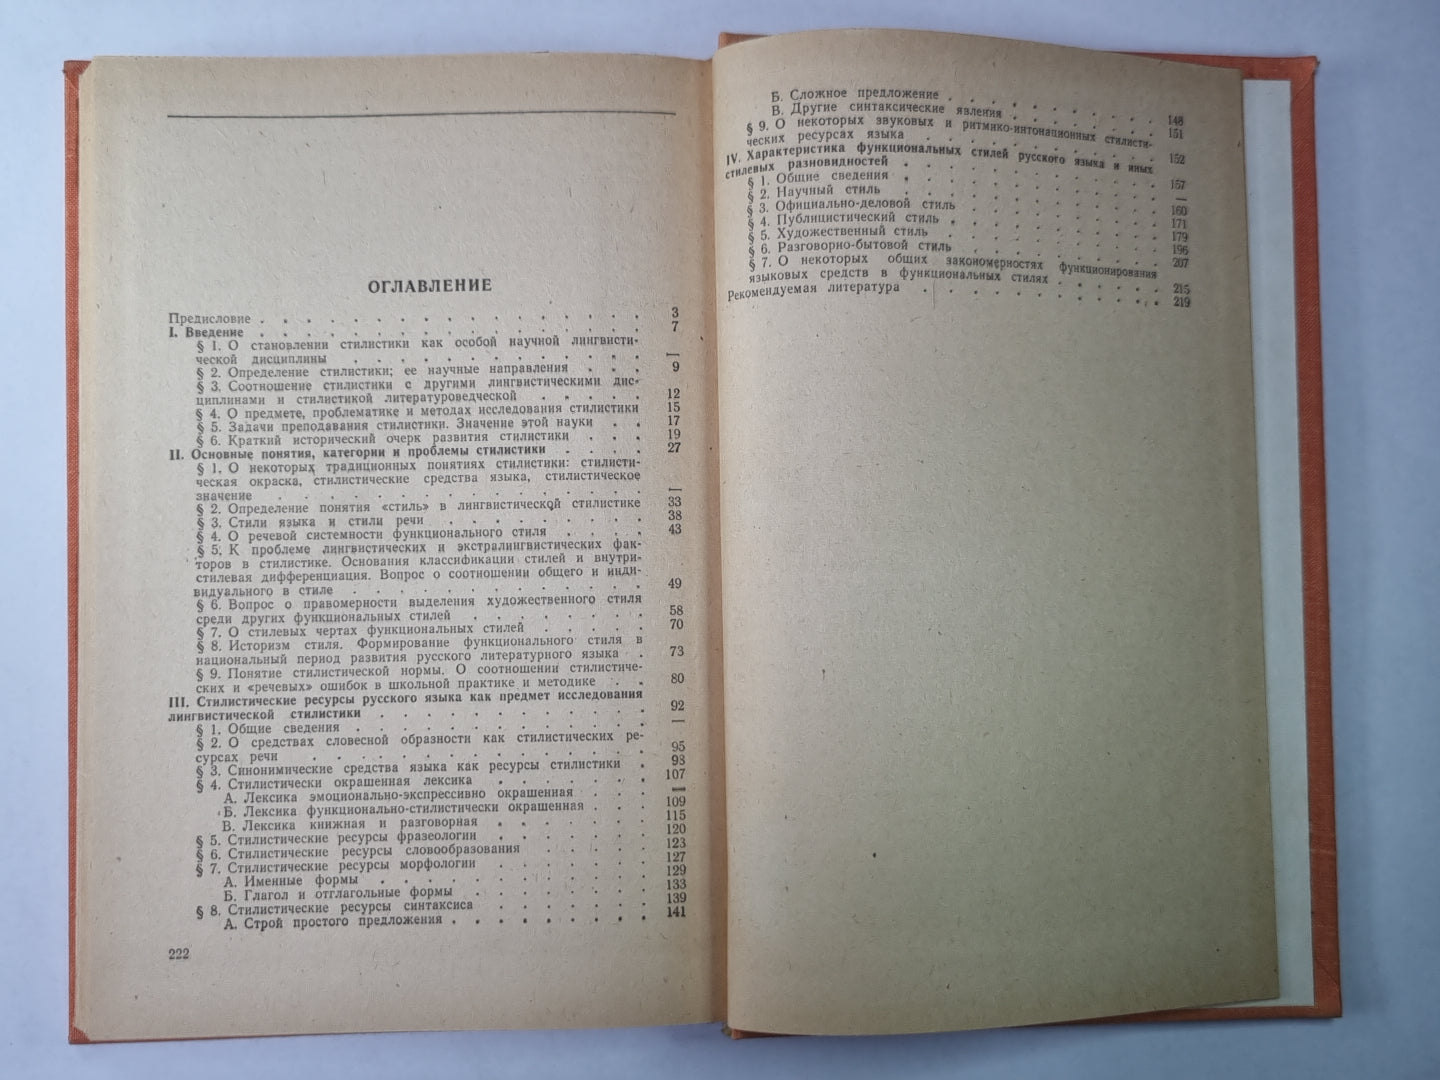 ОГЛАВЛЕНИЕ
Предисловие . . . . . . . . . . . . . . . . . 3
I. Введение . . . . . . . . . . . . . . . . . 7
§ 1. О становлении стилистики как особой научной лингвисти-
ческой дисциплины . . . . . . . . . . . . —
§ 2. Определение стилистики; ее научные направления . . . 9
§ 3. Соотношение стилистики с другими лингвистическими дис-
циплинами и стилистикой литературоведческой . . . . . 12
§ 4. О предмете, проблематике и методах исследования стилистики 15
§ 5. Задачи преподавания стилистики. Значение этой науки . . 17
§ 6. Краткий исторический очерк развития стилистики . . . 19
II. Основные понятия, категории и проблемы стилистики . . . . 27
§ 1. О некоторых традиционных понятиях стилистики: стилисти-
ческая окраска, стилистические средства языка, стилистическое
значение . . . . . . . . . . . . . . . —
§ 2. Определение понятия «стиль» в лингвистической стилистике 33
§ 3. Стили языка и стили речи . . . . . . . . 38
§ 4. О речевой системности функционального стиля . . . . 43
§ 5. К проблеме лингвистических и экстралингвистических фак-
торов в стилистике. Основания классификации стилей и внутри-
стилевая дифференциация. Вопрос о соотношении общего и инди-
видуального в стиле . . . . . . . . . . . . 49
§ 6. Вопрос о правомерности выделения художественного стиля
среди других функциональных стилей . . . . . . . 58
§ 7. О стилевых чертах функциональных стилей . . . . . 70
§ 8. Историзм стиля. Формирование функционального стиля в
национальный период развития русского литературного языка . 73
§ 9. Понятие стилистической нормы. О соотношении стилистиче-
ских и «речевых» ошибок в школьной практике и методике . . 80
III. Стилистические ресурсы русского языка как предмет исследования
лингвистической стилистики . . . . . . . . . . . 92
§ 1. Общие сведения . . . . . . . . . . . . —
§ 2. О средствах словесной образности как стилистических ре-
сурсах речи . . . . . . . . . . . . . . 95
§ 3. Синонимические средства языка как ресурсы стилистики . 98
§ 4. Стилистически окрашенная лексика . . . . . . 107
А. Лексика эмоционально-экспрессивно окрашенная . . . —
Б. Лексика функционально-стилистически окрашенная . . . 109
В. Лексика книжная и разговорная . . . . . . . 115
§ 5. Стилистические ресурсы фразеологии . . . . . . 120
§ 6. Стилистические ресурсы словообразования . . . . . 123
§ 7. Стилистические ресурсы морфологии . . . . . . 127
А. Именные формы . . . . . . . . . . . 129
Б. Глагол и отглагольные формы . . . . . . . 133
§ 8. Стилистические ресурсы синтаксиса . . . . . . 139
А. Строй простого предложения . . . . . . . . 141
222
Б. Сложное предложение . . . . . . . . . 148
В. Другие синтаксические явления . . . . . . . 151
§ 9. О некоторых звуковых и ритмико-интонационных стилисти-
ческих ресурсах языка . . . . . . . . . . 152
IV. Характеристика функциональных стилей русского языка и иных
стилевых разновидностей . . . . . . . . . . . 157
§ 1. Общие сведения . . . . . . . . . . . —
§ 2. Научный стиль . . . . . . . . . . . 160
§ 3. Официально-деловой стиль . . . . . . . . 171
§ 4. Публицистический стиль . . . . . . . . . 179
§ 5. Художественный стиль . . . . . . . . . 196
§ 6. Разговорно-бытовой стиль . . . . . . . . 207
§ 7. О некоторых общих закономерностях функционирования
языковых средств в функциональных стилях . . . . . . 215
Рекомендуемая литература . . . . . . . . . . . 219